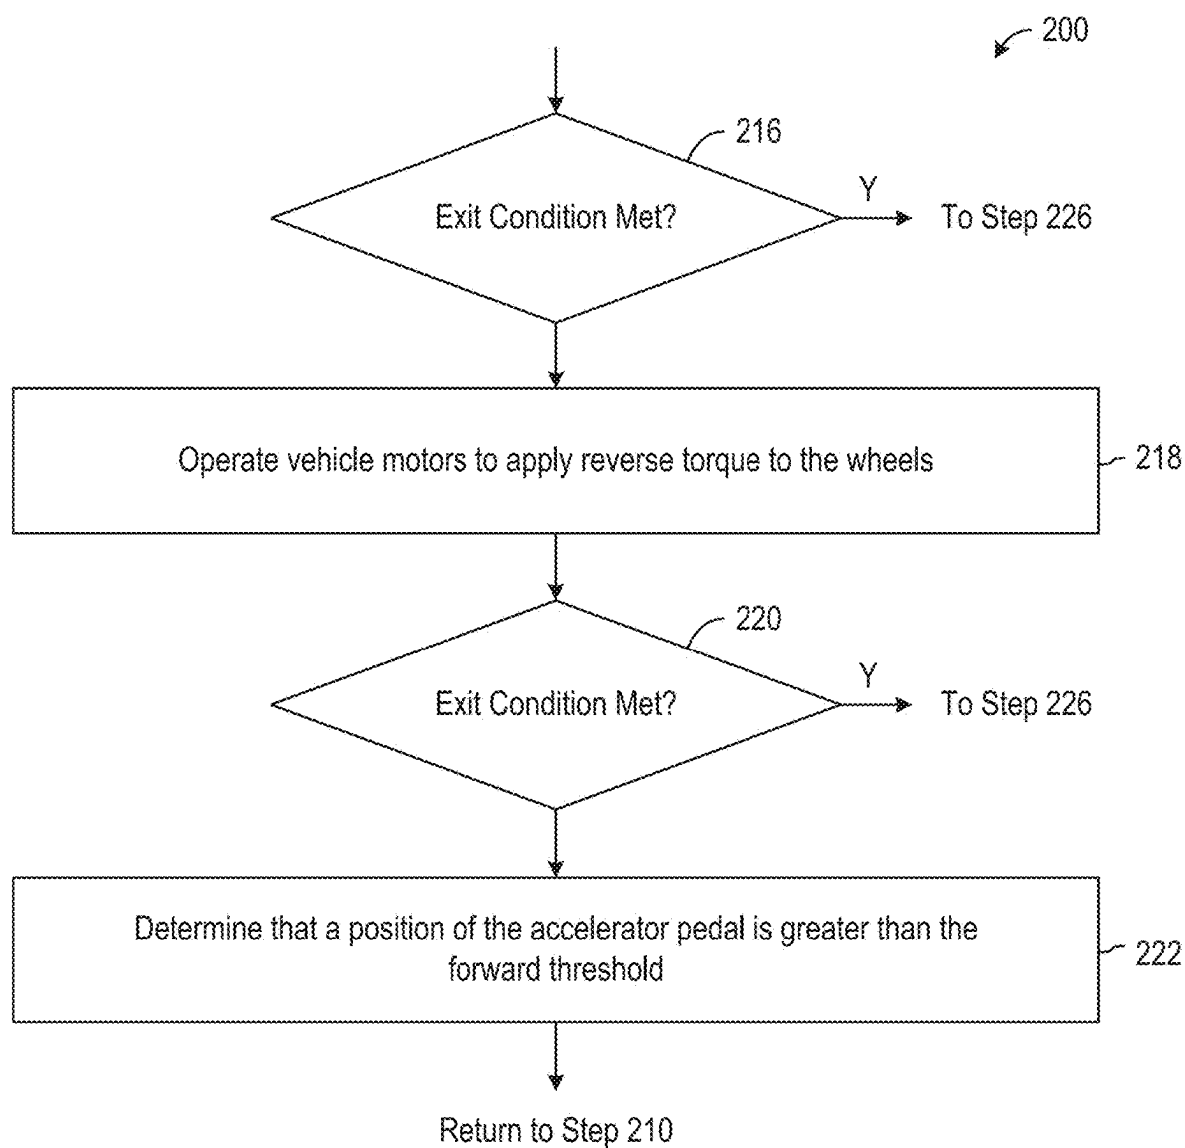 200
216
Exit Condition Met?
Y
To Step 226
Operate vehicle motors to apply reverse torque to the wheels
218
220
Exit Condition Met?
Y
To Step 226
Determine that a position of the accelerator pedal is greater than the
forward threshold
222
Return to Step 210